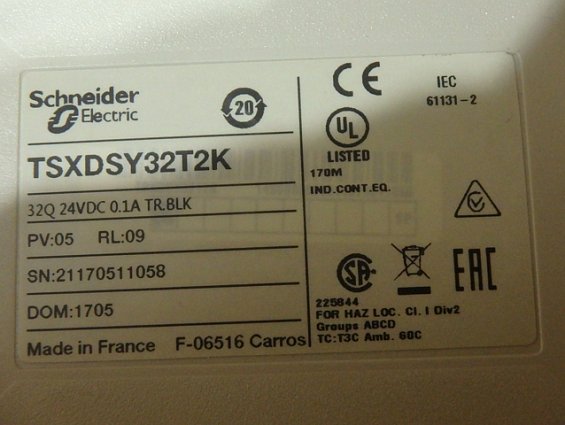 Schneider
Electric
20
TSXDSY32T2K
32Q 24VDC 0.1A TR.BLK
PV:05 RL:09
SN:21170511058
DOM:1705
Made in France F-06516 Carros
CE
IEC
61131-2
UL
LISTED
170M
IND.CONT.EQ.
SA
EAC
225844
FOR HAZ LOC. Cl. I Div2
Groups ABCD
TC:T3C Amb. 60C